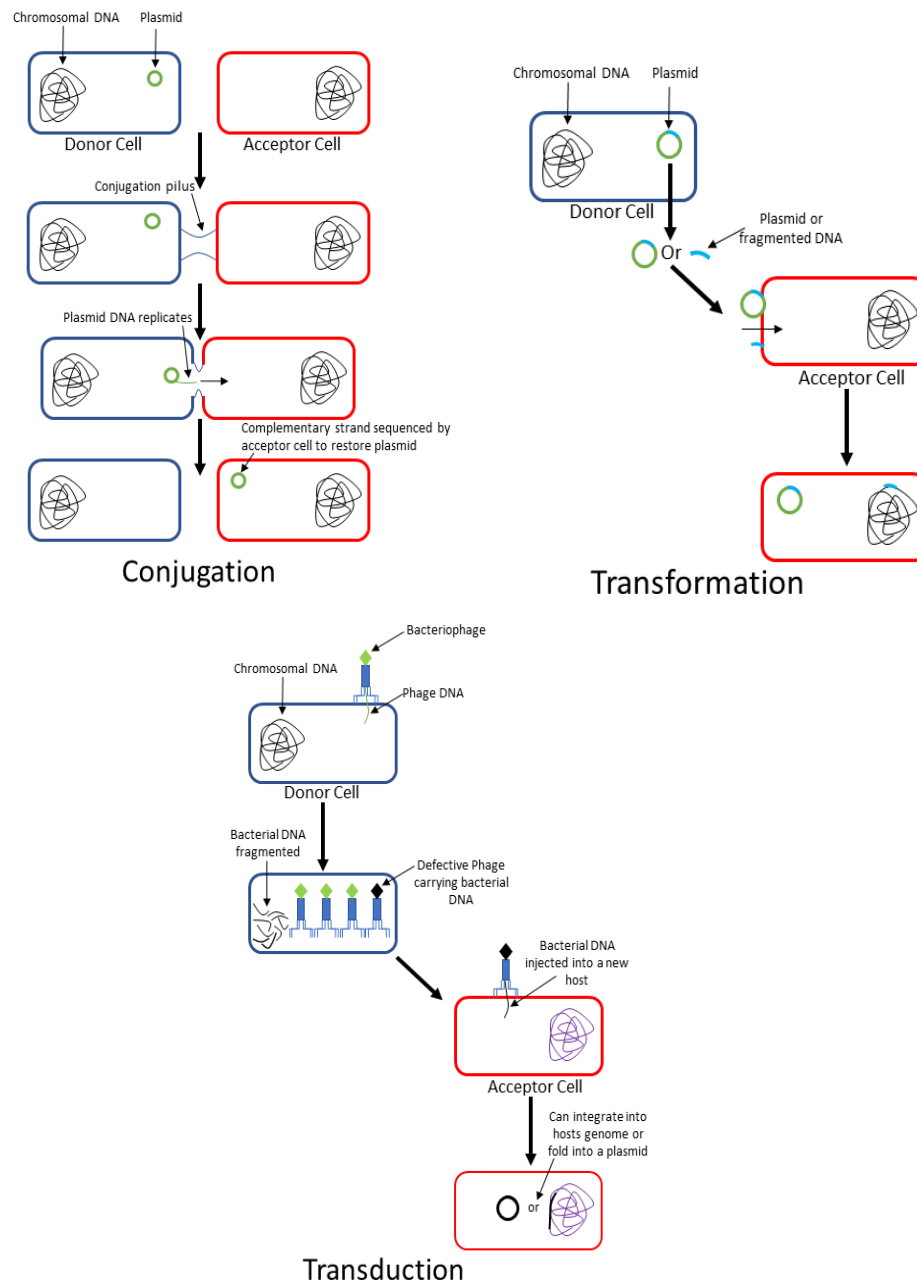 Chromosomal DNA
Plasmid
Donor Cell
Acceptor Cell
Conjugation pilus
Plasmid DNA replicates
Complementary strand sequenced by
acceptor cell to restore plasmid
Conjugation
Chromosomal DNA
Plasmid
Donor Cell
Or
Plasmid or
fragmented DNA
Acceptor Cell
Transformation
Bacteriophage
Chromosomal DNA
Phage DNA
Donor Cell
Bacterial DNA
fragmented
Defective Phage
carrying bacterial
DNA
Bacterial DNA
injected into a new
host
Acceptor Cell
Can integrate into
hosts genome or
fold into a plasmid
or
Transduction